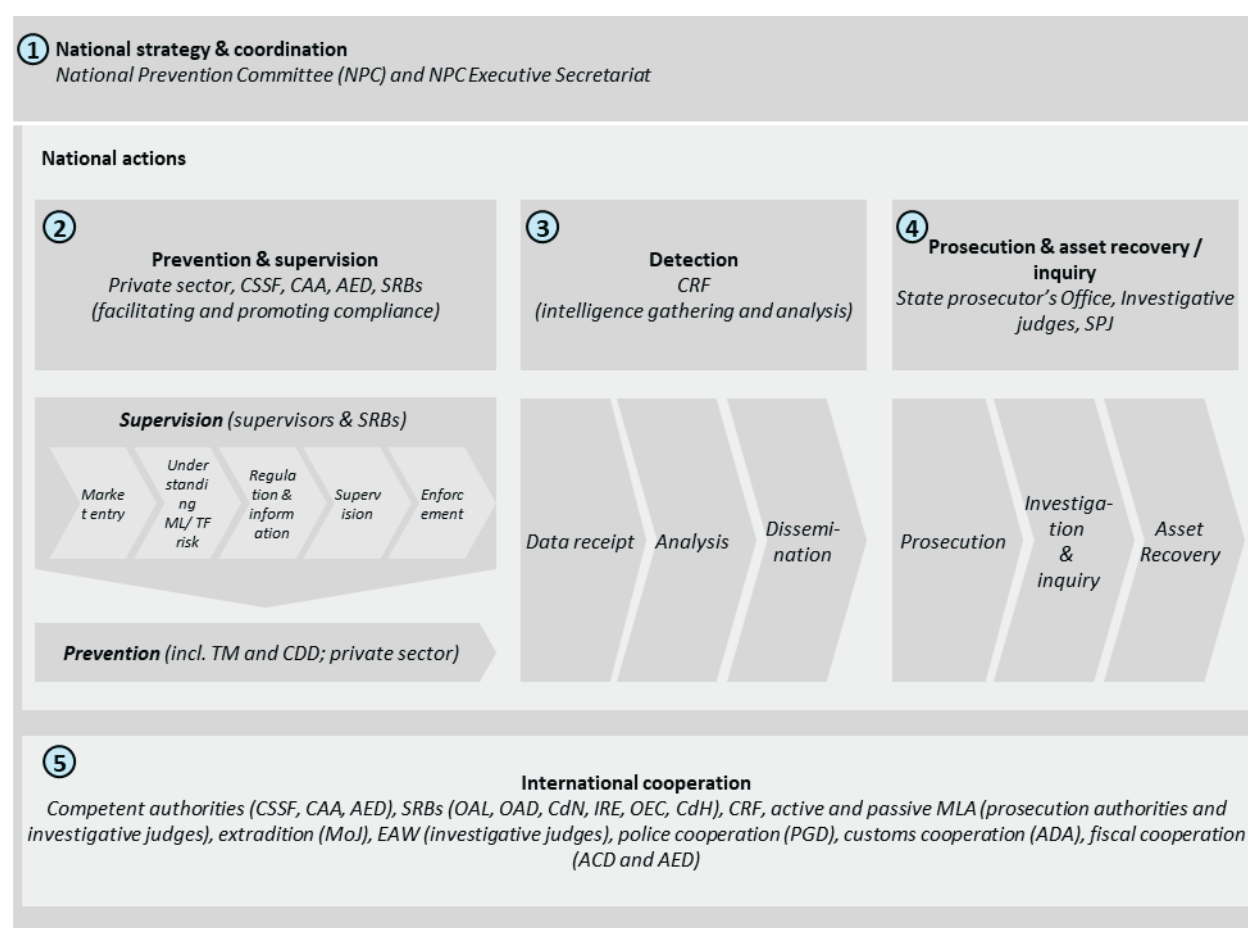 1 National strategy & coordination
National Prevention Committee (NPC) and NPC Executive Secretariat
National actions
2
Prevention & supervision
Private sector, CSSF, CAA, AED, SRBs
(facilitating and promoting compliance)
3
Detection
CRF
(intelligence gathering and analysis)
4
Prosecution & asset recovery /
inquiry
State prosecutor's Office, Investigative
judges, SPJ
Supervision (supervisors & SRBs)
Marke
t entry
Under
standi
ng
ML/ TF
risk
Regula
tion &
inform
ation
Superv
ision
Enforc
ement
Prevention (incl. TM and CDD; private sector)
Data receipt
Analysis
Dissemi-
nation
Prosecution
Investiga-
tion
&
inquiry
Asset
Recovery
5
International cooperation
Competent authorities (CSSF, CAA, AED), SRBs (OAL, OAD, CdN, IRE, OEC, CdH), CRF, active and passive MLA (prosecution authorities and
investigative judges), extradition (MoJ), EAW (investigative judges), police cooperation (PGD), customs cooperation (ADA), fiscal cooperation
(ACD and AED)